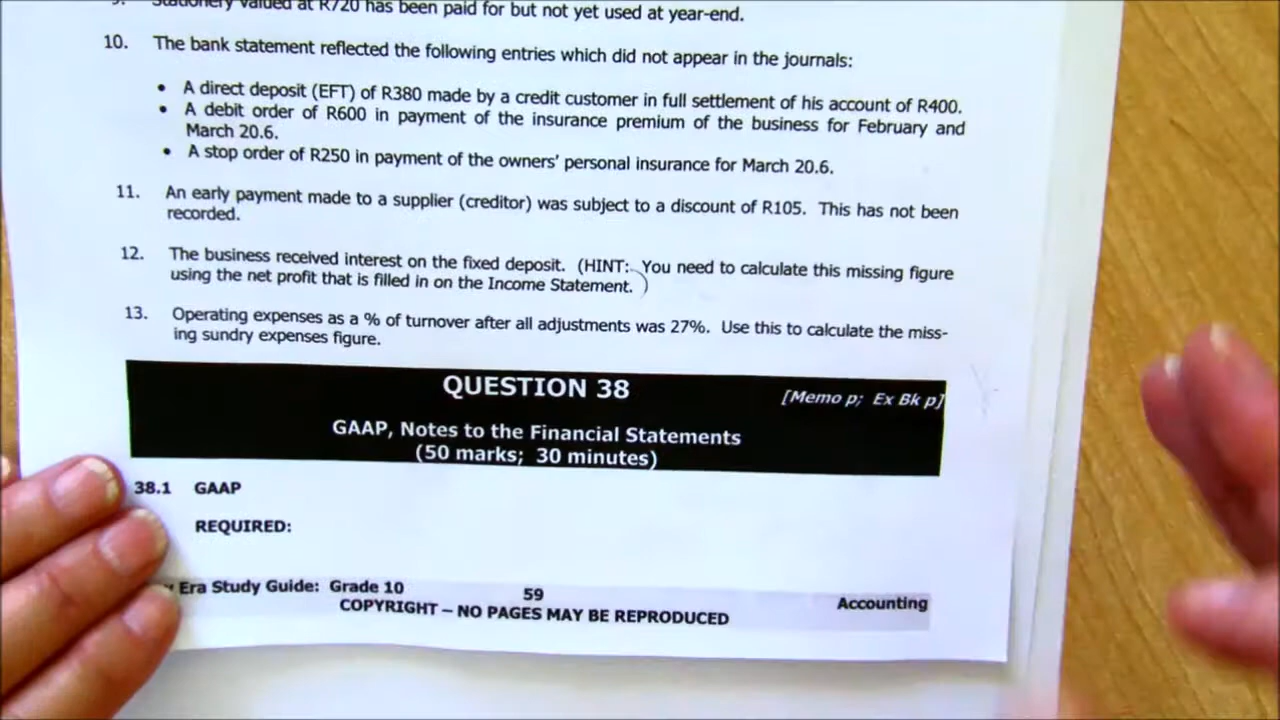 Stationery valued at R720 has been paid for but not yet used at year-end.
10. The bank statement reflected the following entries which did not appear in the journals:
• A direct deposit (EFT) of R380 made by a credit customer in full settlement of his account of R400.
• A debit order of R600 in payment of the insurance premium of the business for February and
March 20.6.
• A stop order of R250 in payment of the owners' personal insurance for March 20.6.
11. An early payment made to a supplier (creditor) was subject to a discount of R105. This has not been
recorded.
12. The business received interest on the fixed deposit. (HINT: You need to calculate this missing figure
using the net profit that is filled in on the Income Statement. )
13. Operating expenses as a % of turnover after all adjustments was 27%. Use this to calculate the miss-
ing sundry expenses figure.
QUESTION 38 [Memo p; Ex Bk p]
GAAP, Notes to the Financial Statements
(50 marks; 30 minutes)
38.1 GAAP
REQUIRED:
Era Study Guide: Grade 10 59 Accounting
COPYRIGHT – NO PAGES MAY BE REPRODUCED